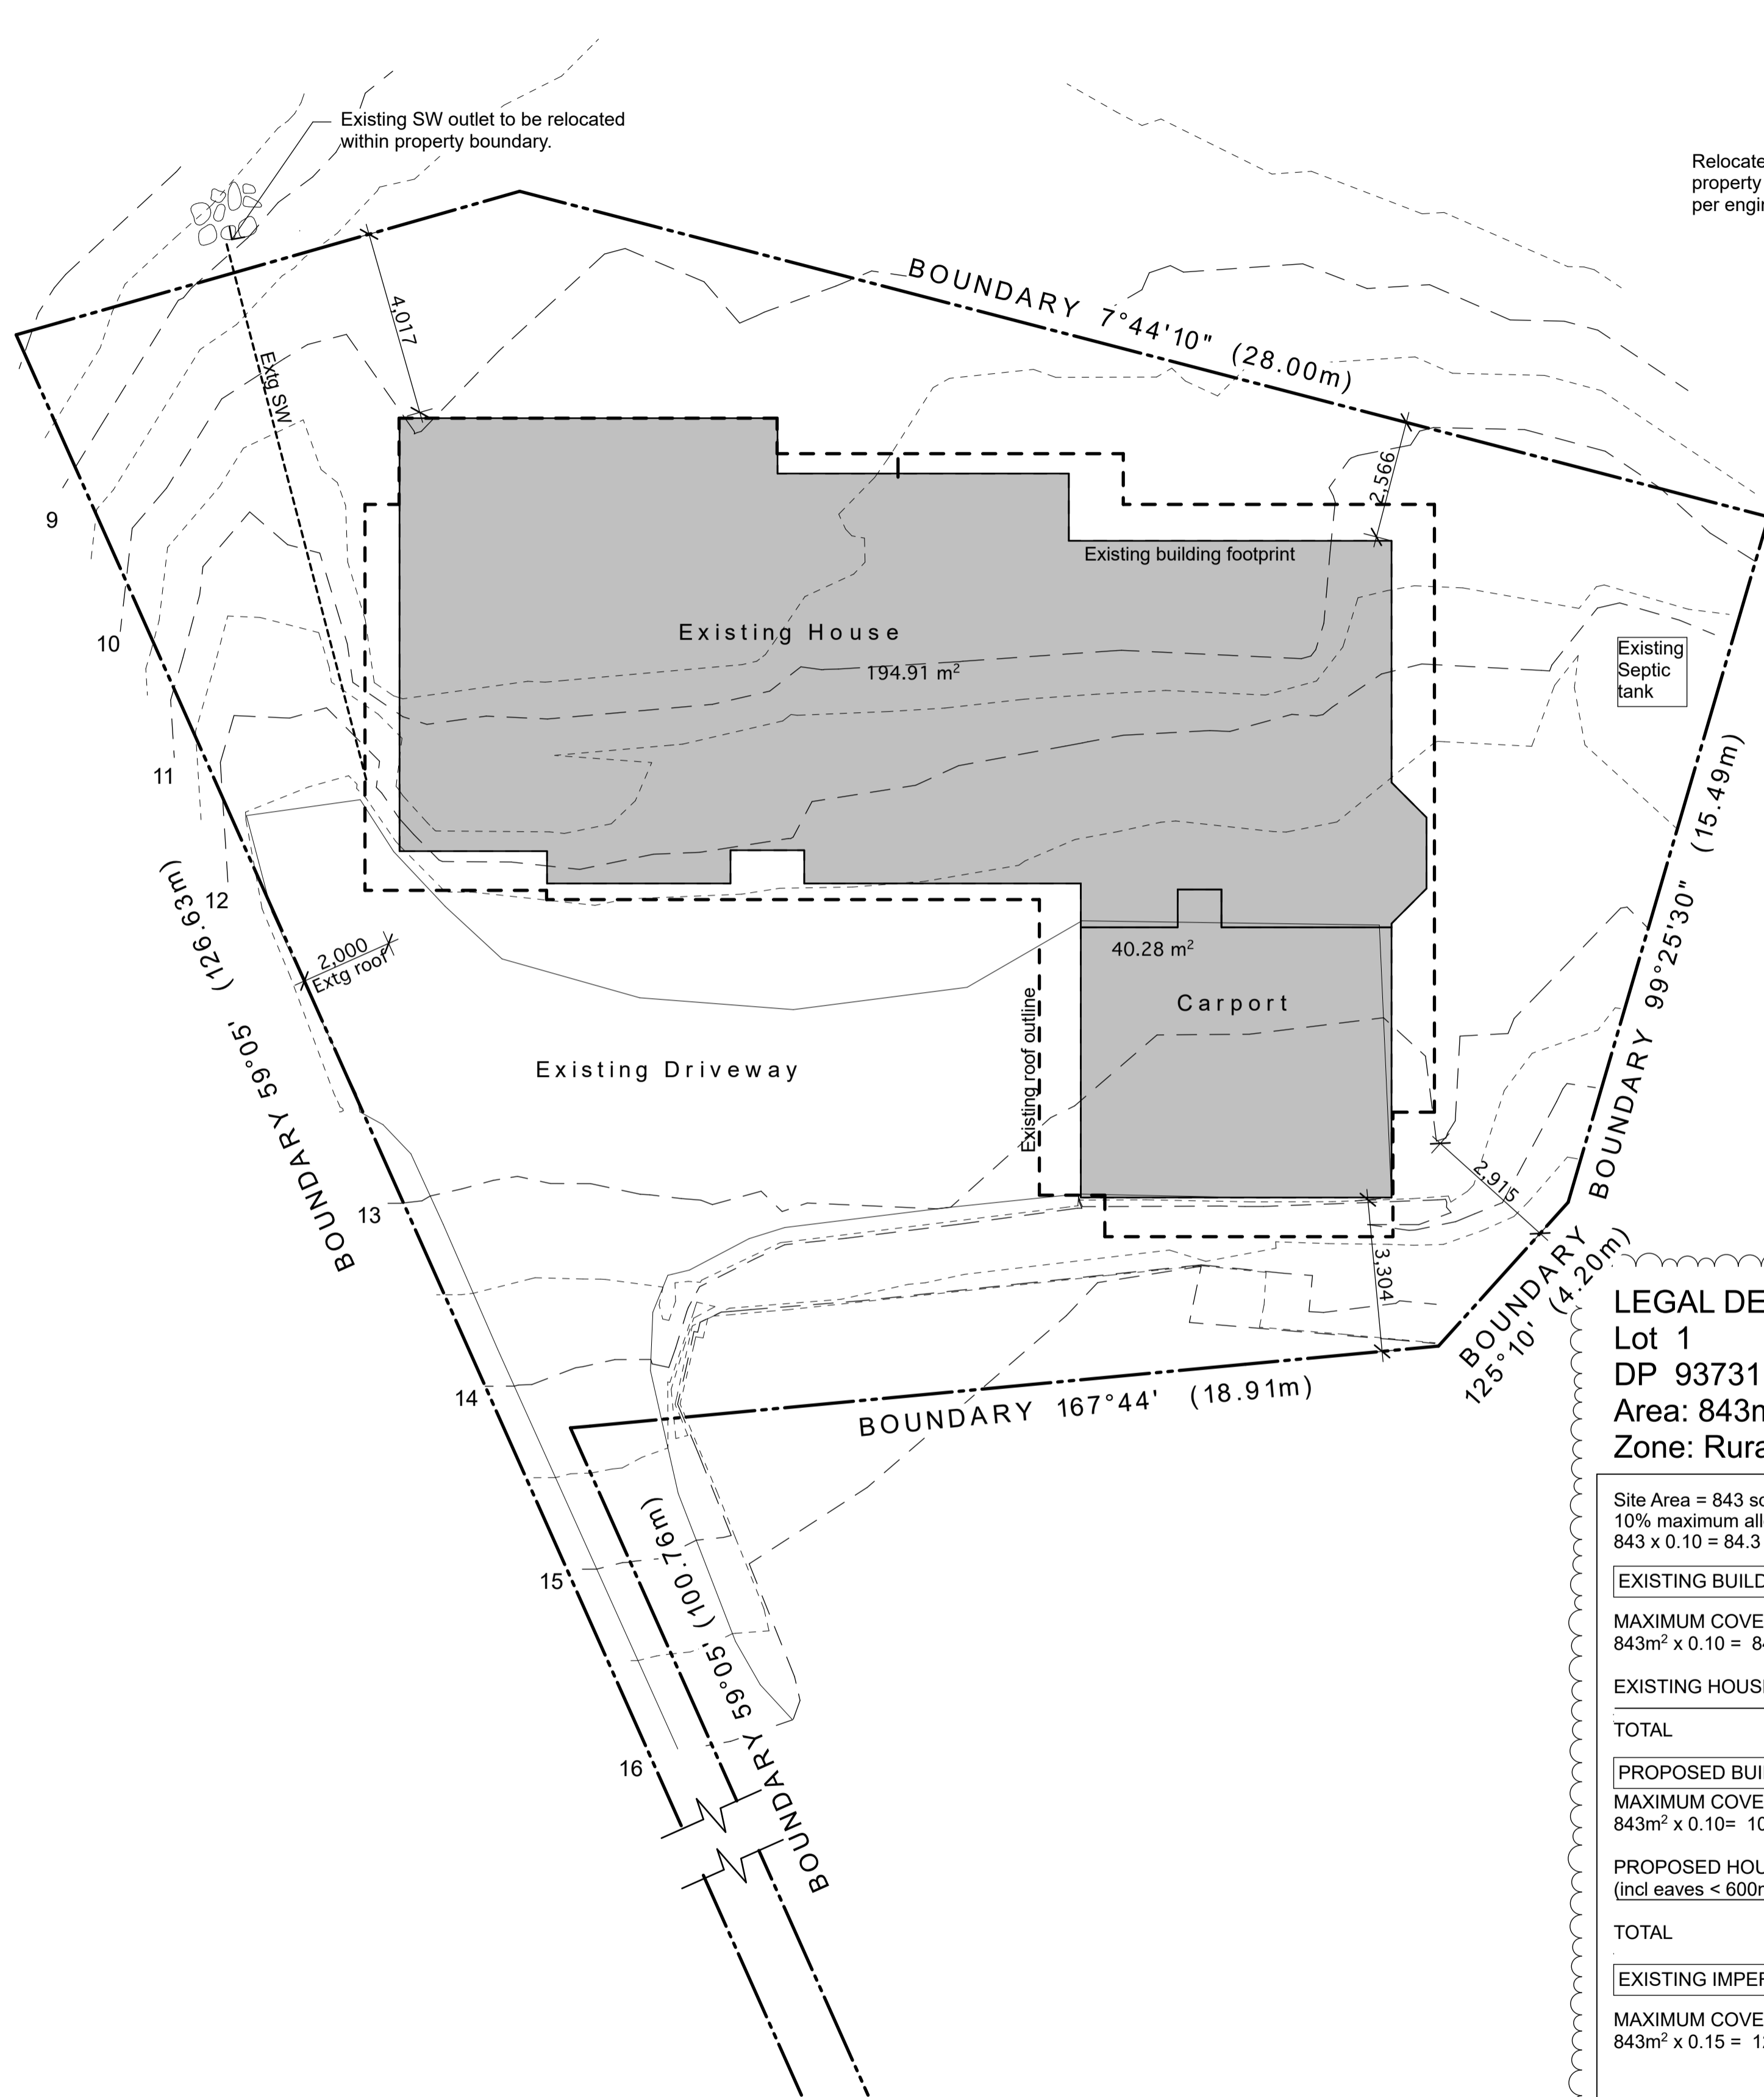 Existing SW outlet to be relocated
within property boundary.
Relocate
property
per engi
BOUNDARY 7°44'10" (28.00m)
4,017
Extg SW
2,566
Existing building footprint
9
Existing House
10
194.91 m²
Existing
Septic
tank
11
(15.49m)
12
BOUNDARY 59°05' (126.63m)
2,000
Extg roof
40.28 m²
Carport
Existing roof outline
Existing Driveway
BOUNDARY 99°25'30"
2,915
13
3,304
BOUNDARY
125°10' (4.20m)
14
BOUNDARY 167°44' (18.91m)
15
BOUNDARY 59°05' (100.76m)
16
LEGAL DE
Lot 1
DP 93731
Area: 843m
Zone: Rura
Site Area = 843 sq
10% maximum all
843 x 0.10 = 84.3
EXISTING BUILD
MAXIMUM COVE
843m² x 0.10 = 84
EXISTING HOUSE
TOTAL
PROPOSED BUI
MAXIMUM COVE
843m² x 0.10= 10
PROPOSED HOU
(incl eaves < 600m
TOTAL
EXISTING IMPER
MAXIMUM COVE
843m² x 0.15 = 12